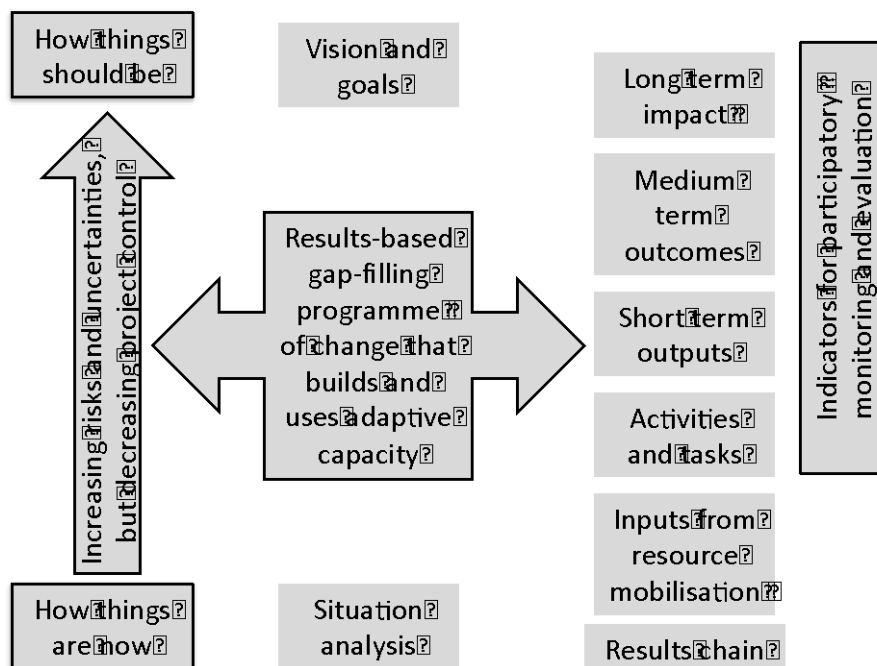 How things
should be
Vision and
goals
Long term
impact
Medium
term
outcomes
Short term
outputs
Activities
and tasks
Inputs from
resource
mobilisation
Results chain
Indicators for participatory
monitoring and evaluation
Increasing risks and uncertainties,
but decreasing project control
Results-based
gap-filling
programme
of change that
builds and
uses adaptive
capacity
How things
are now
Situation
analysis